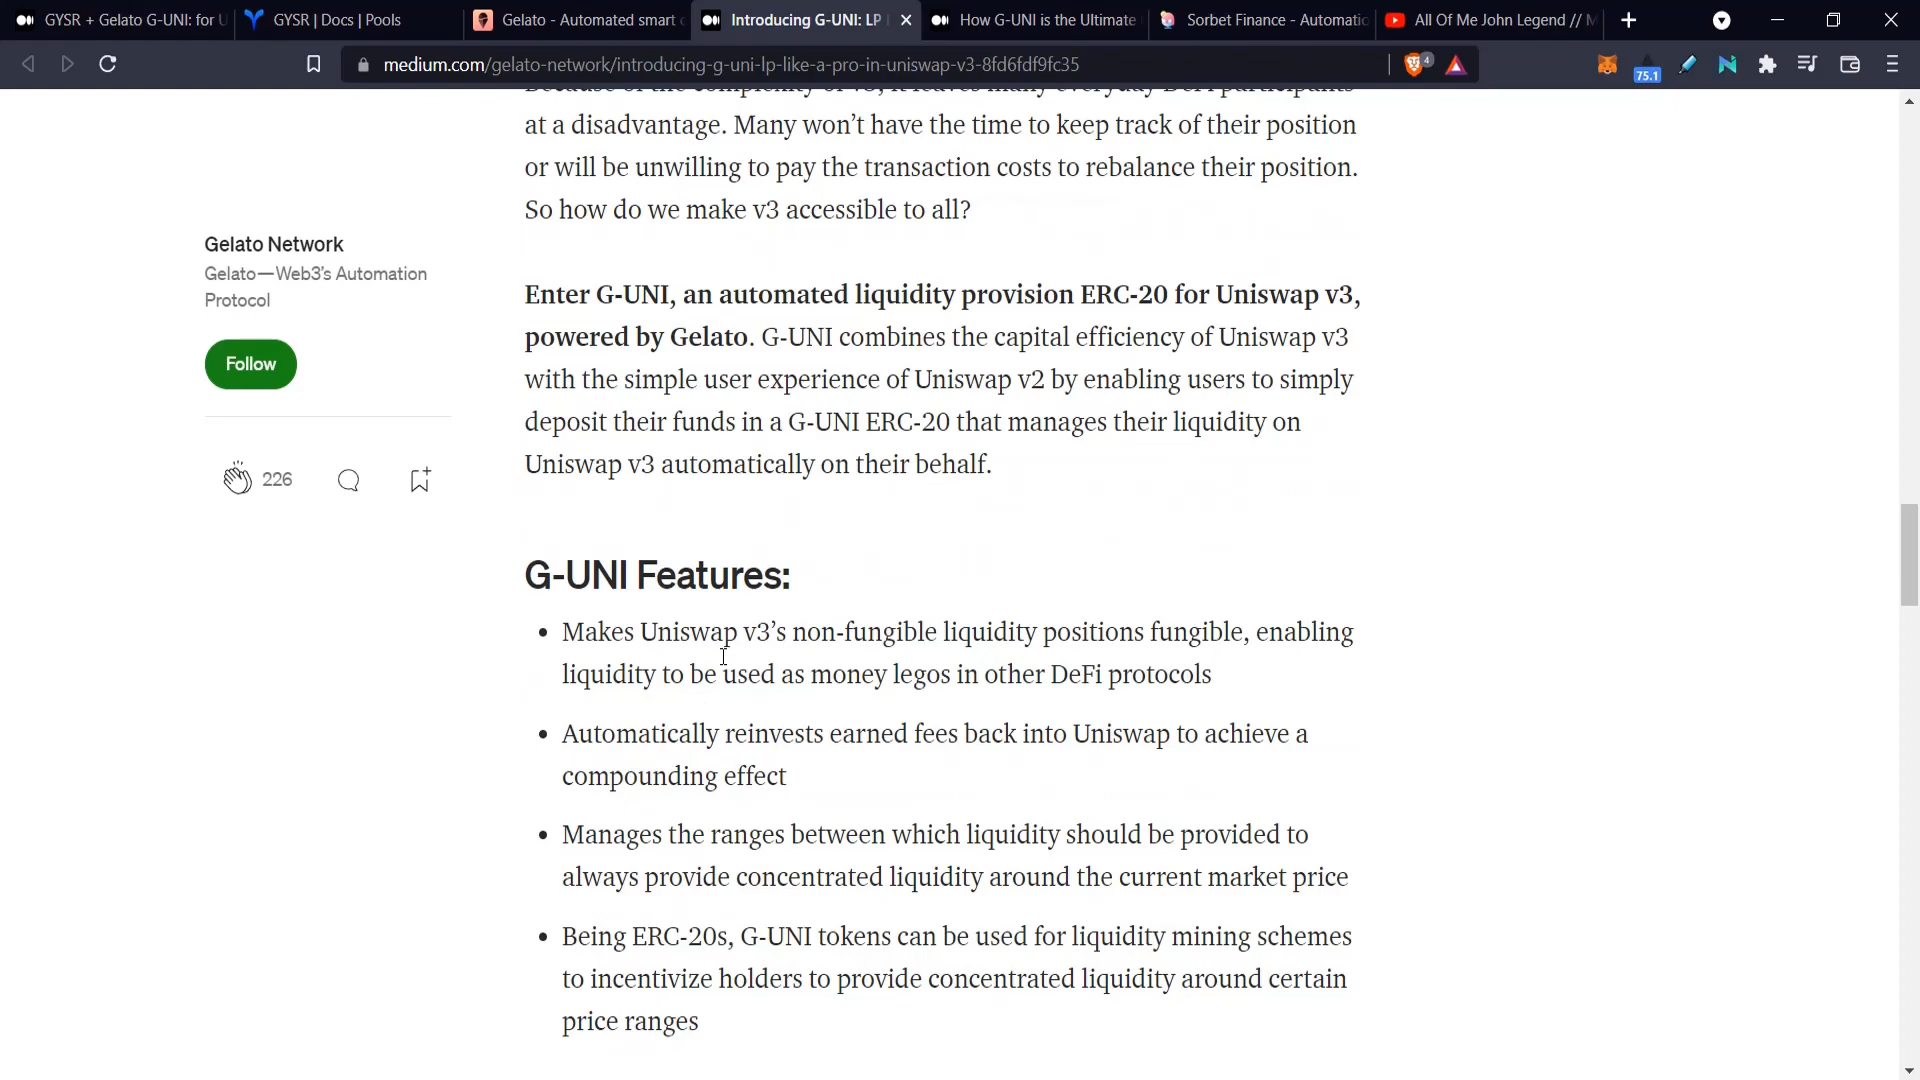 GYSR + Gelato G-UNI: for U
GYSR | Docs | Pools
Gelato - Automated smart c
Introducing G-UNI: LP
How G-UNI is the Ultimate
Sorbet Finance - Automatio
All Of Me John Legend // M
medium.com/gelato-network/introducing-g-uni-lp-like-a-pro-in-uniswap-v3-8fd6fdf9fc35
4
75.1
Because of the complexity of v3, it leaves many everyday DeFi participants
at a disadvantage. Many won’t have the time to keep track of their position
or will be unwilling to pay the transaction costs to rebalance their position.
So how do we make v3 accessible to all?
Gelato Network
Gelato—Web3’s Automation
Protocol
Follow
226
Enter G-UNI, an automated liquidity provision ERC-20 for Uniswap v3,
powered by Gelato. G-UNI combines the capital efficiency of Uniswap v3
with the simple user experience of Uniswap v2 by enabling users to simply
deposit their funds in a G-UNI ERC-20 that manages their liquidity on
Uniswap v3 automatically on their behalf.
G-UNI Features:
• Makes Uniswap v3’s non-fungible liquidity positions fungible, enabling
liquidity to be used as money legos in other DeFi protocols
• Automatically reinvests earned fees back into Uniswap to achieve a
compounding effect
• Manages the ranges between which liquidity should be provided to
always provide concentrated liquidity around the current market price
• Being ERC-20s, G-UNI tokens can be used for liquidity mining schemes
to incentivize holders to provide concentrated liquidity around certain
price ranges